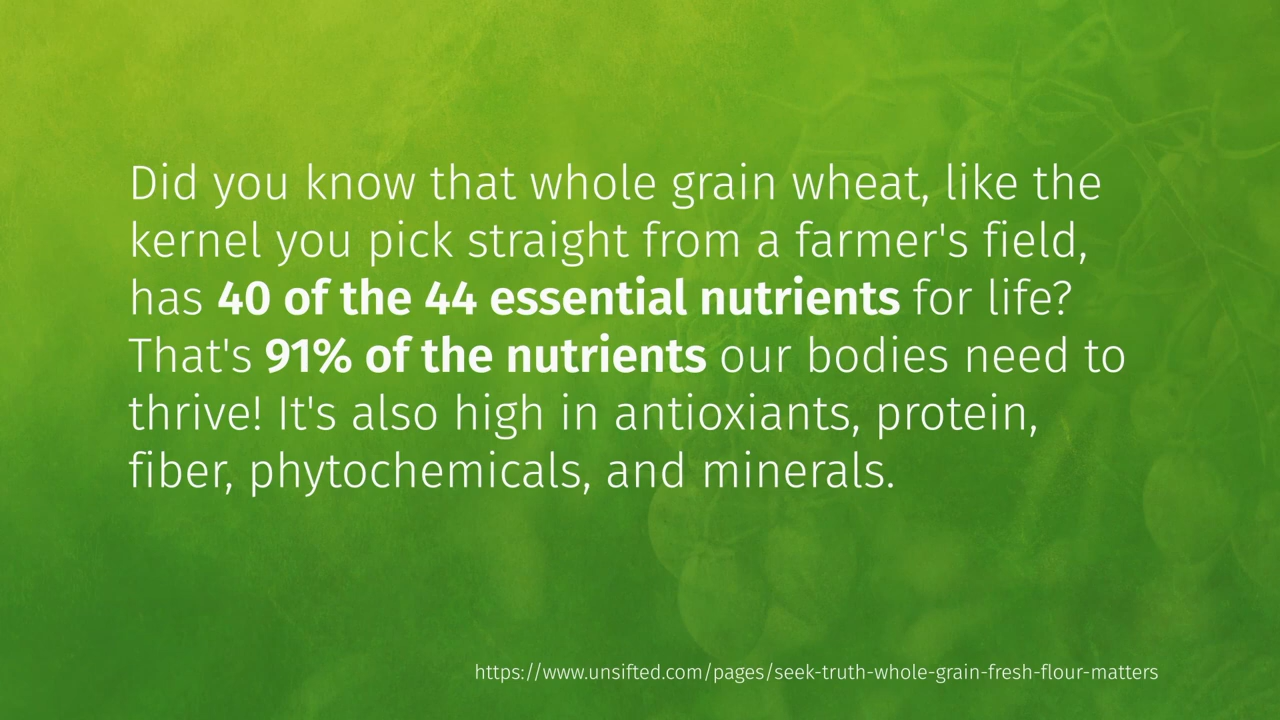 Did you know that whole grain wheat, like the
kernel you pick straight from a farmer's field,
has 40 of the 44 essential nutrients for life?
That's 91% of the nutrients our bodies need to
thrive! It's also high in antioxiants, protein,
fiber, phytochemicals, and minerals.
https://www.unsifted.com/pages/seek-truth-whole-grain-fresh-flour-matters